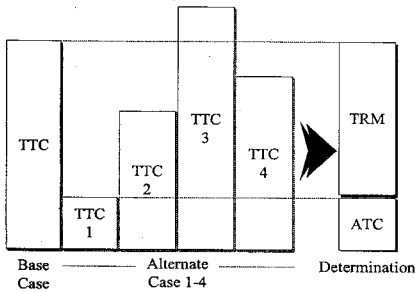 TTC
TTC
1
TTC
2
TTC
3
TTC
4
TRM
ATC
Base
Case
Alternate
Case 1-4
Determination